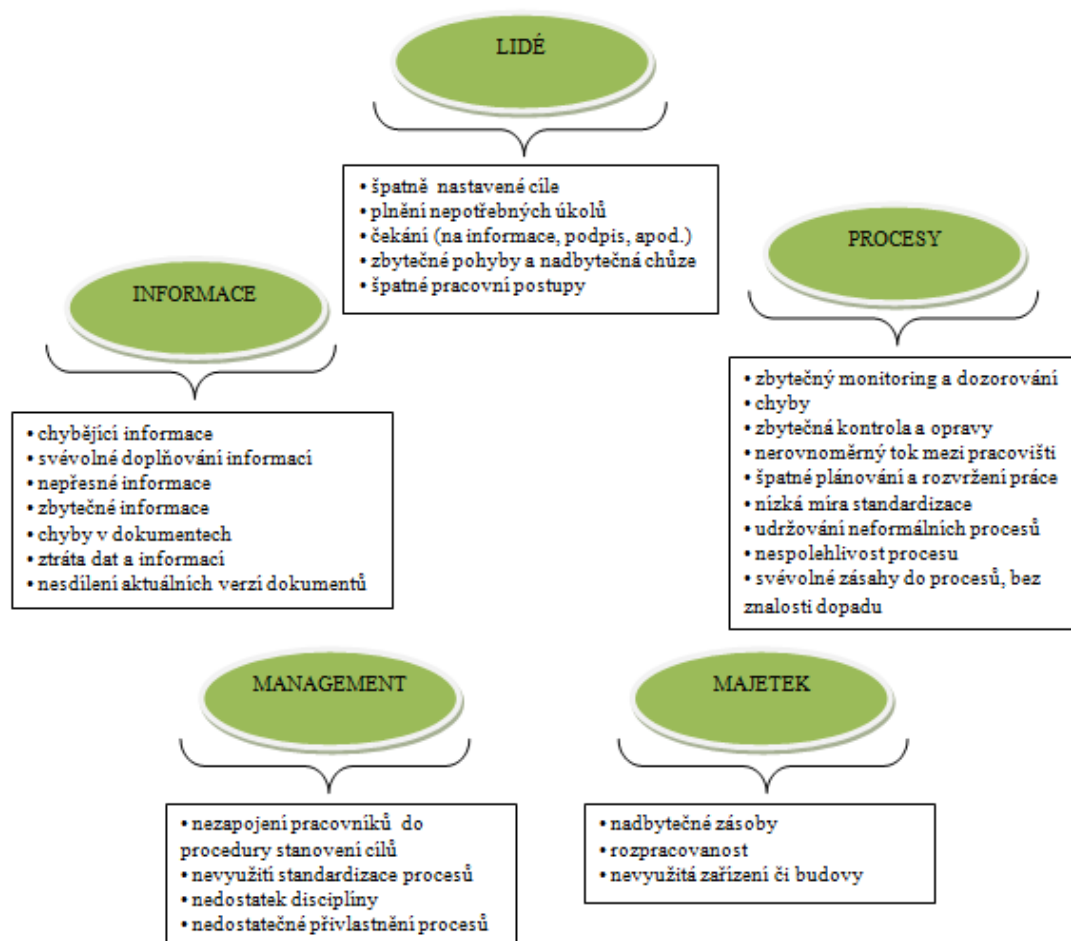 LIDÉ
• špatně nastavené cíle
• plnění nepotřebných úkolů
• čekání (na informace, podpis, apod.)
• zbytečné pohyby a nadbytečná chůze
• špatné pracovní postupy
INFORMACE
• chybějící informace
• svévolné doplňování informací
• nepřesné informace
• zbytečné informace
• chyby v dokumentech
• ztráta dat a informací
• nesdílení aktuálních verzí dokumentů
PROCESY
• zbytečný monitoring a dozorování
• chyby
• zbytečná kontrola a opravy
• nerovnoměrný tok mezi pracovišti
• špatné plánování a rozvržení práce
• nízká míra standardizace
• udržování neformálních procesů
• nespolehlivost procesu
• svévolné zásahy do procesů, bez
znalosti dopadu
MANAGEMENT
• nezapojení pracovníků do
procedury stanovení cílů
• nevyužití standardizace procesů
• nedostatek disciplíny
• nedostatečné přivlastnění procesů
MAJETEK
• nadbytečné zásoby
• rozpracovanost
• nevyužitá zařízení či budovy